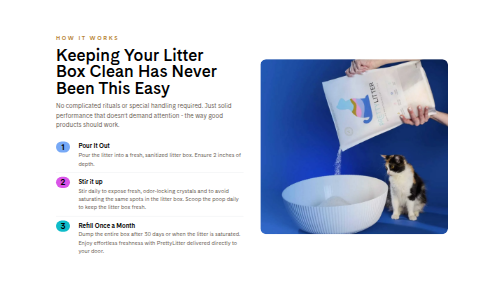 HOW IT WORKS
Keeping Your Litter
Box Clean Has Never
Been This Easy
No complicated rituals or special handling required. Just solid
performance that doesn't demand attention - the way good
products should work.
1 Pour It Out
Pour the litter into a fresh, sanitized litter box. Ensure 2 inches of
depth.
2 Stir it up
Stir daily to expose fresh, odor-locking crystals and to avoid
saturating the same spots in the litter box. Scoop the poop daily
to keep the litter box fresh.
3 Refill Once a Month
Dump the entire box after 30 days or when the litter is saturated.
Enjoy effortless freshness with PrettyLitter delivered directly to
your door.
LITTER